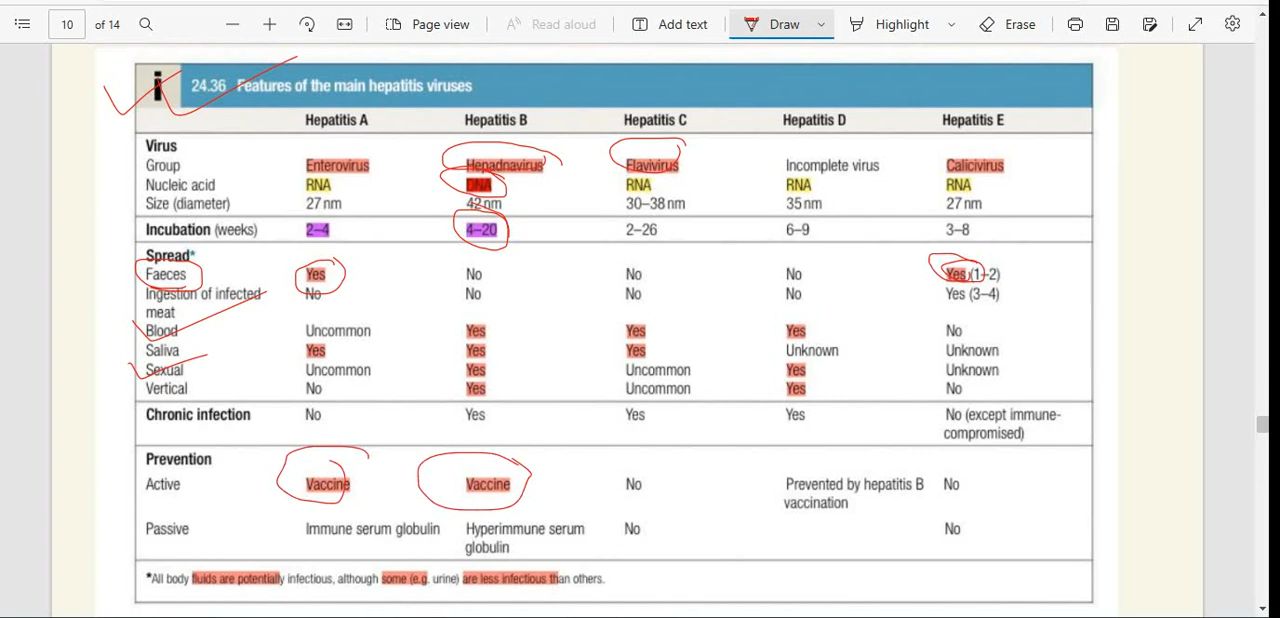 10 of 14 Page view Read aloud Add text Draw Highlight Erase
i 24.36 Features of the main hepatitis viruses
Hepatitis A Hepatitis B Hepatitis C Hepatitis D Hepatitis E
Virus
Group Enterovirus Hepadnavirus Flavivirus Incomplete virus Calicivirus
Nucleic acid RNA DNA RNA RNA RNA
Size (diameter) 27 nm 42 nm 30–38 nm 35 nm 27 nm
Incubation (weeks) 2–4 4–20 2–26 6–9 3–8
Spread*
Faeces Yes No No No Yes (1–2)
Ingestion of infected No No No No Yes (3–4)
meat
Blood Uncommon Yes Yes Yes No
Saliva Yes Yes Yes Unknown Unknown
Sexual Uncommon Yes Uncommon Yes Unknown
Vertical No Yes Uncommon Yes No
Chronic infection No Yes Yes Yes No (except immune-
compromised)
Prevention
Active Vaccine Vaccine No Prevented by hepatitis B No
vaccination
Passive Immune serum globulin Hyperimmune serum No No
globulin
*All body fluids are potentially infectious, although some (e.g. urine) are less infectious than others.